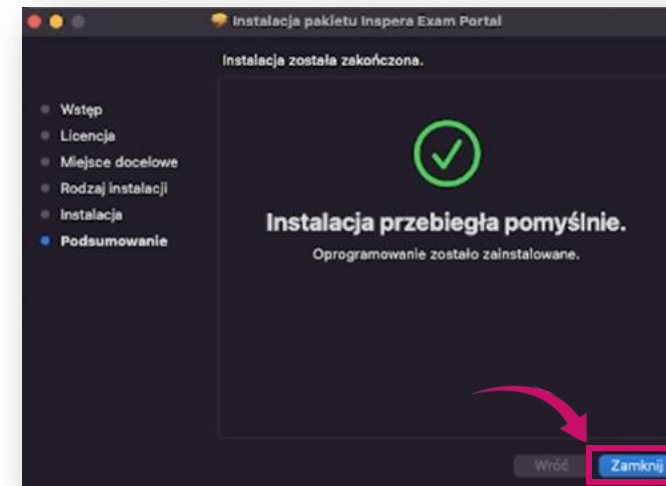 Instalacja pakietu Inspera Exam Portal
Instalacja została zakończona.
Wstęp
Licencja
Miejsce docelowe
Rodzaj instalacji
Instalacja
Podsumowanie
Instalacja przebiegła pomyślnie.
Oprogramowanie zostało zainstalowane.
Wróć Zamknij